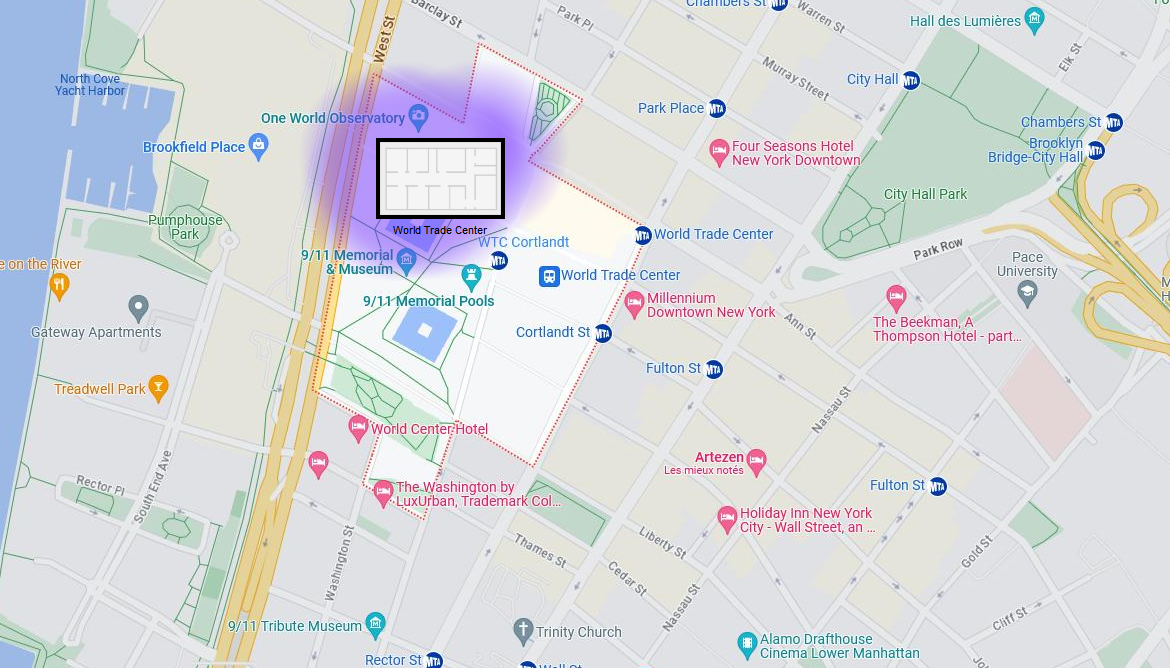 Chambers St
Barclay St
Park Pl
Warren St
Hall des Lumières
West St
Elk St
North Cove
Yacht Harbor
Murray Street
City Hall
Park Place
One World Observatory
Chambers St
Brooklyn
Bridge-City Hall
Brookfield Place
Four Seasons Hotel
New York Downtown
City Hall Park
Pumphouse
Park
World Trade Center
WTC Cortlandt
World Trade Center
Park Row
9/11 Memorial
& Museum
e on the River
World Trade Center
Pace
University
9/11 Memorial Pools
Millennium
Downtown New York
Gateway Apartments
Cortlandt St
Ann St
The Beekman, A
Thompson Hotel - part...
Fulton St
Treadwell Park
Nassau St
World Center Hotel
Artezen
Les mieux notés
South End Ave
Rector Pl
The Washington by
LuxUrban, Trademark Col...
Fulton St
Holiday Inn New York
City - Wall Street, an ...
Washington St
Thames St
Liberty St
Gold St
Cedar St
Nassau St
Cliff St
9/11 Tribute Museum
Trinity Church
Alamo Drafthouse
Cinema Lower Manhattan
Rector St
Wall St